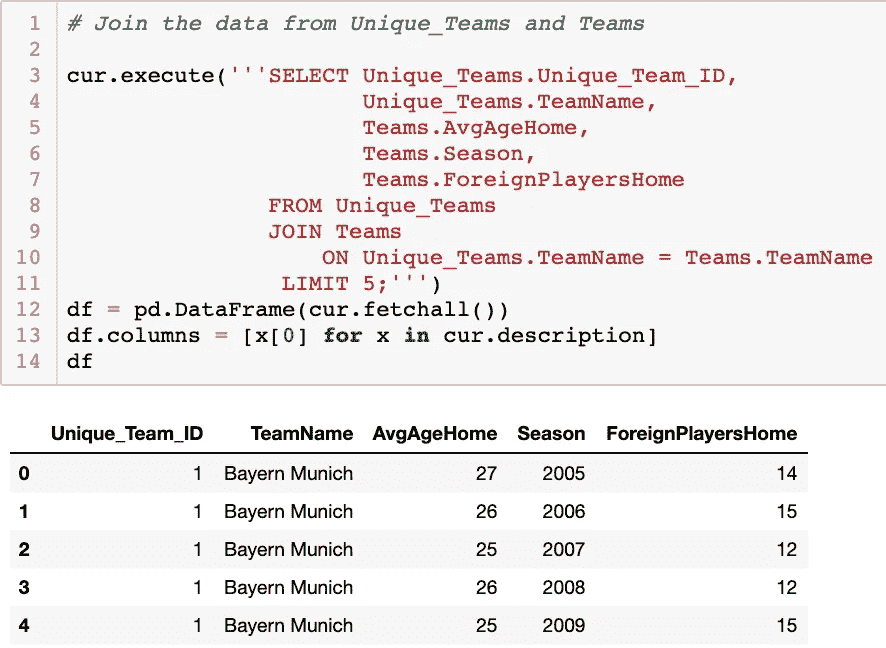 1 # Join the data from Unique_Teams and Teams
2
3 cur.execute('''SELECT Unique_Teams.Unique_Team_ID,
4                       Unique_Teams.TeamName,
5                       Teams.AvgAgeHome,
6                       Teams.Season,
7                       Teams.ForeignPlayersHome
8                FROM Unique_Teams
9                JOIN Teams
10                   ON Unique_Teams.TeamName = Teams.TeamName
11                LIMIT 5;''')
12 df = pd.DataFrame(cur.fetchall())
13 df.columns = [x[0] for x in cur.description]
14 df
Unique_Team_ID TeamName AvgAgeHome Season ForeignPlayersHome
0 1 Bayern Munich 27 2005 14
1 1 Bayern Munich 26 2006 15
2 1 Bayern Munich 25 2007 12
3 1 Bayern Munich 26 2008 12
4 1 Bayern Munich 25 2009 15